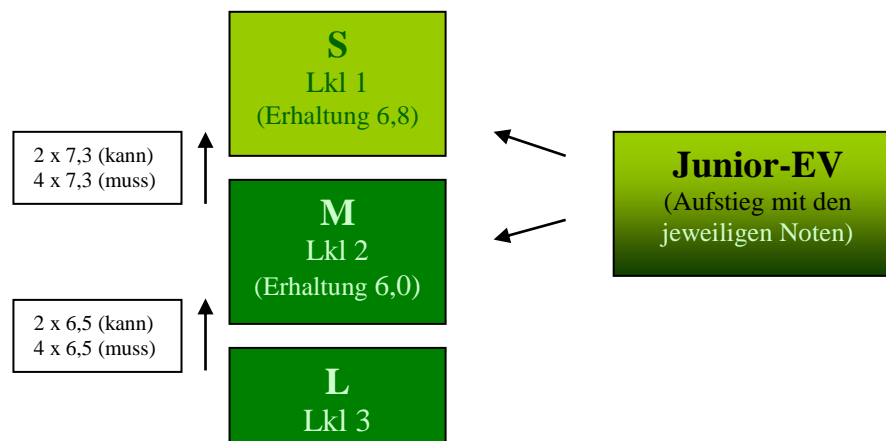 S
Lkl 1
(Erhaltung 6,8)
2 x 7,3 (kann)
4 x 7,3 (muss)
Junior-EV
(Aufstieg mit den
jeweiligen Noten)
M
Lkl 2
(Erhaltung 6,0)
2 x 6,5 (kann)
4 x 6,5 (muss)
L
Lkl 3